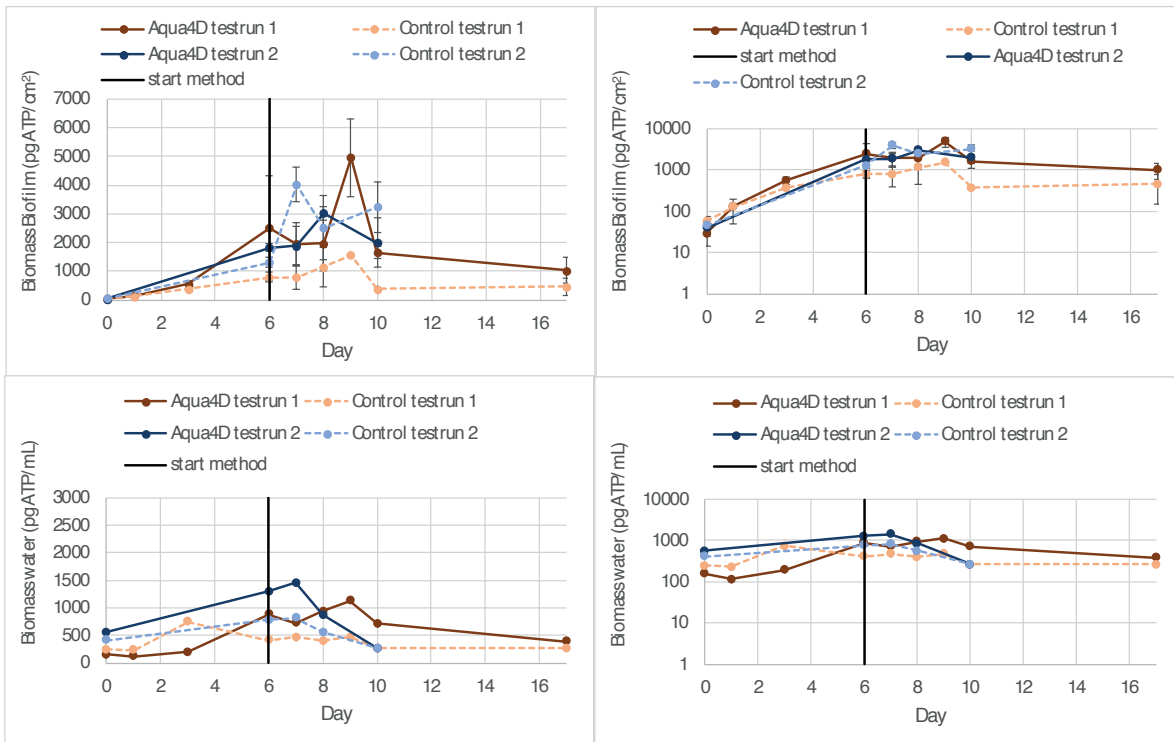 Aqua4D testrun 1
Control testrun 1
Aqua4D testrun 2
Control testrun 2
start method
BiomassBiofilm (pgATP/cm²)
7000
6000
5000
4000
3000
2000
1000
0
0 2 4 6 8 10 12 14 16
Day
Aqua4D testrun 1
Control testrun 1
start method
Aqua4D testrun 2
Control testrun 2
BiomassBiofilm (pgATP/cm²)
10000
1000
100
10
1
0 2 4 6 8 10 12 14 16
Day
Aqua4D testrun 1
Control testrun 1
Aqua4D testrun 2
Control testrun 2
start method
Biomasswater (pgATP/mL)
3000
2500
2000
1500
1000
500
0
0 2 4 6 8 10 12 14 16
Day
Aqua4D testrun 1
Control testrun 1
Aqua4D testrun 2
Control testrun 2
start method
Biomasswater (pgATP/mL)
10000
1000
100
10
1
0 2 4 6 8 10 12 14 16
Day